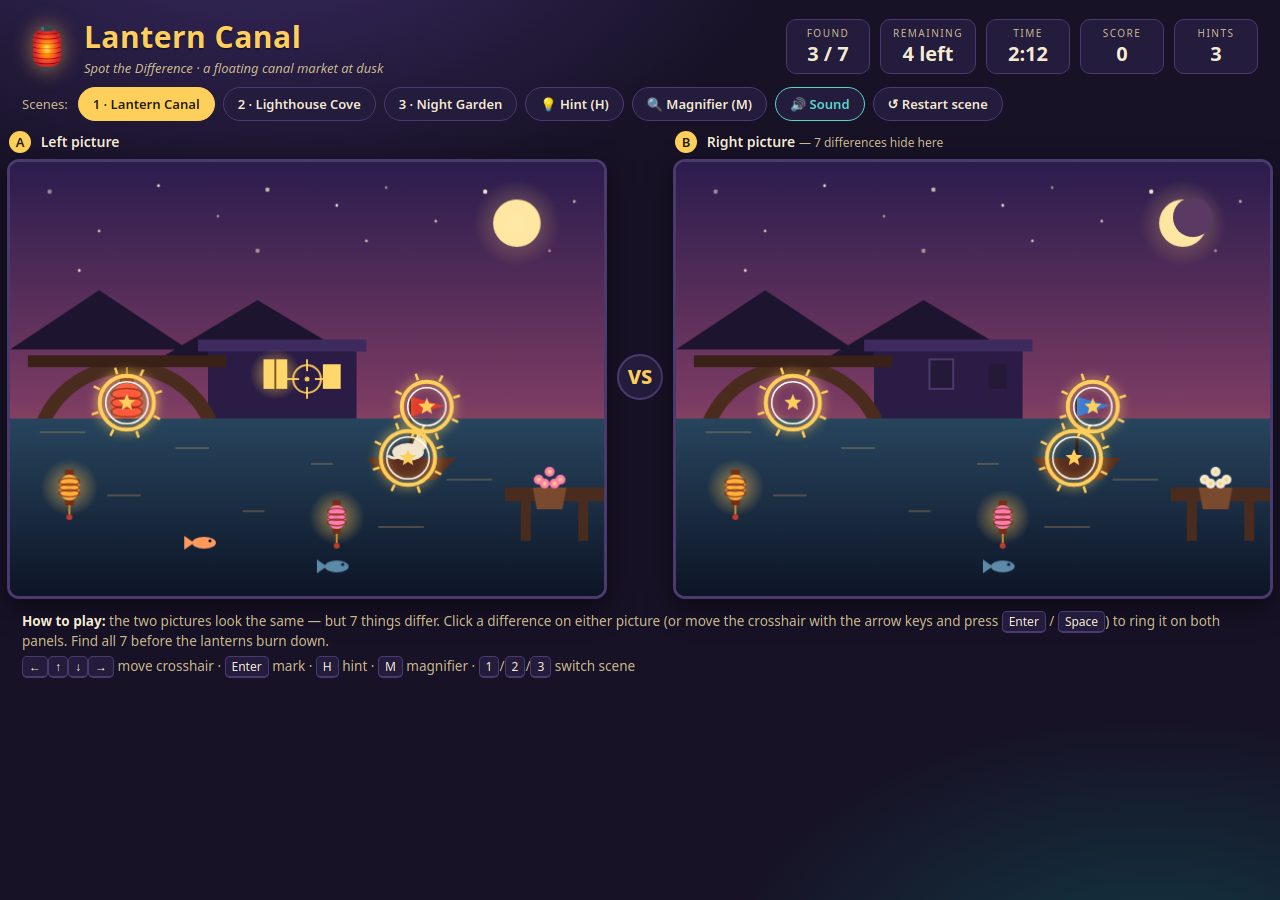 Lantern Canal
Spot the Difference · a floating canal market at dusk
FOUND
3 / 7
REMAINING
4 left
TIME
2:12
SCORE
0
HINTS
3
Scenes:
1 · Lantern Canal
2 · Lighthouse Cove
3 · Night Garden
💡 Hint (H)
🔍 Magnifier (M)
🔊 Sound
↺ Restart scene
A Left picture
B Right picture — 7 differences hide here
VS
How to play: the two pictures look the same — but 7 things differ. Click a difference on either picture (or move the crosshair with the arrow keys and press Enter / Space) to ring it on both
panels. Find all 7 before the lanterns burn down.
← ↑ ↓ → move crosshair · Enter mark · H hint · M magnifier · 1/2/3 switch scene